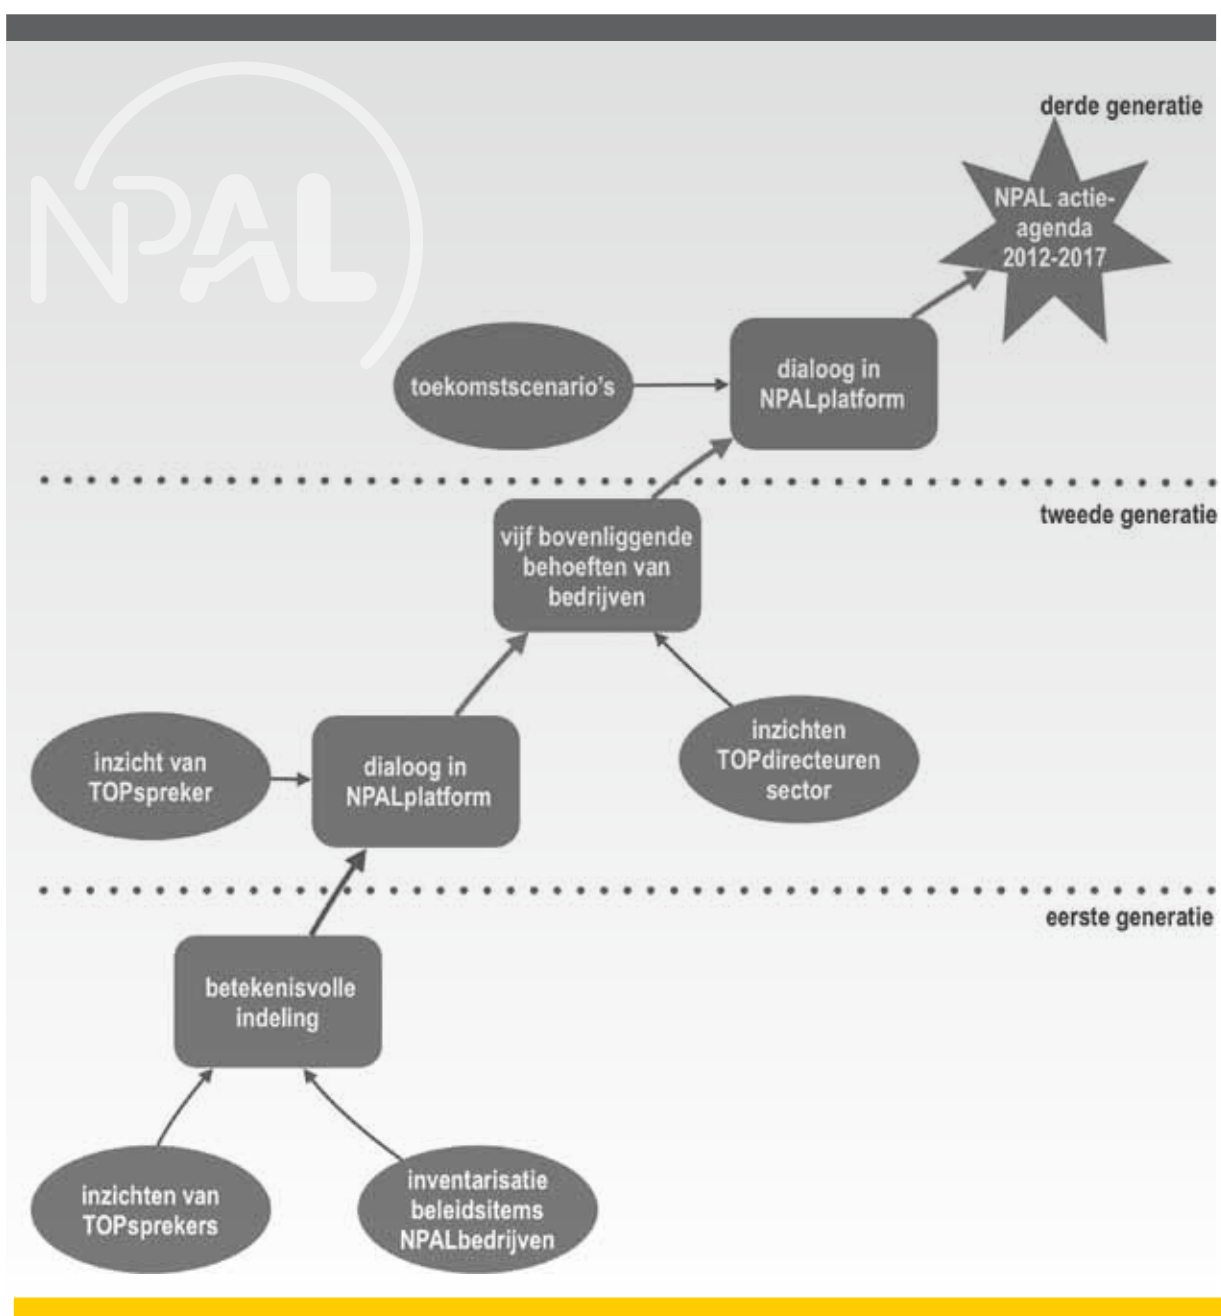 NPAL
derde generatie
NPAL actie-
agenda
2012-2017
toekomstscenario's
dialoog in
NPALplatform
tweede generatie
vijf bovenliggende
behoeften van
bedrijven
inzicht van
TOPspreker
dialoog in
NPALplatform
inzichten
TOPdirecteuren
sector
eerste generatie
betekenisvolle
indeling
inzichten van
TOPsprekers
inventarisatie
beleidsitems
NPALbedrijven